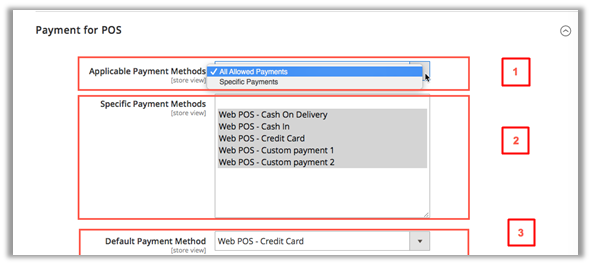 Payment for POS
Applicable Payment Methods
[store view]
✓ All Allowed Payments
Specific Payments
1
Specific Payment Methods
[store view]
Web POS - Cash On Delivery
Web POS - Cash In
Web POS - Credit Card
Web POS - Custom payment 1
Web POS - Custom payment 2
2
3
Default Payment Method
[store view]
Web POS - Credit Card